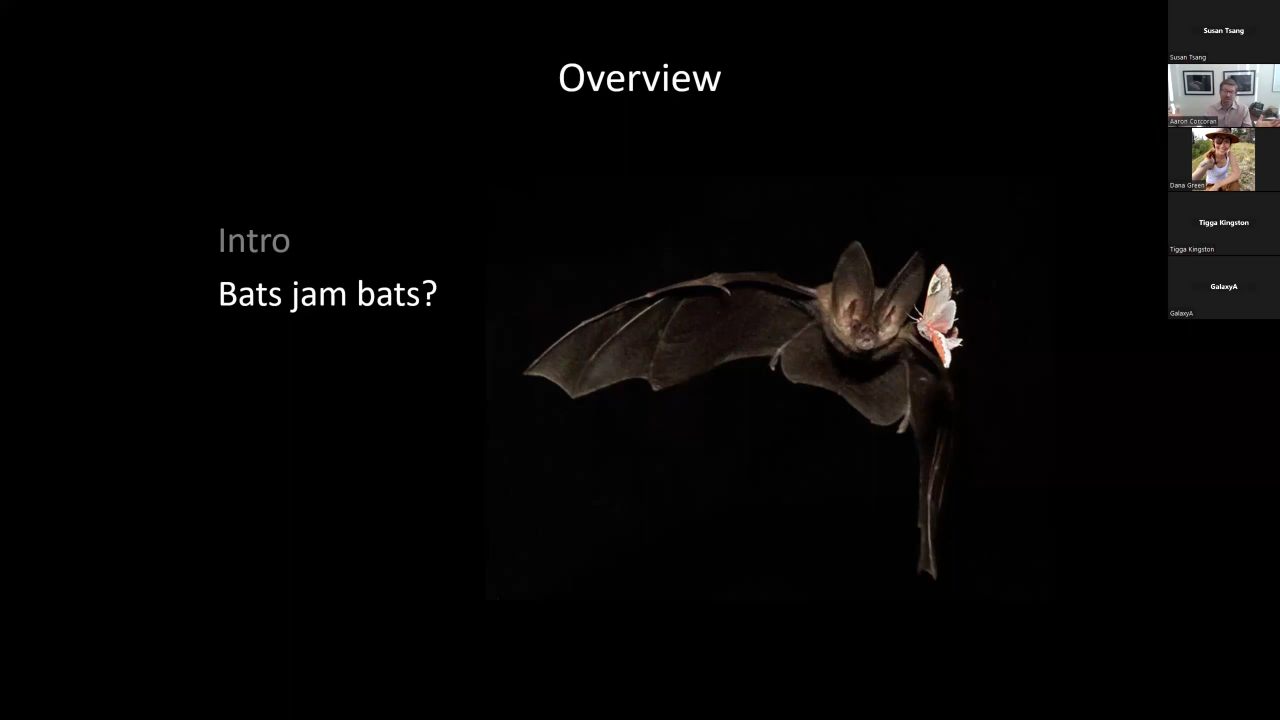 Overview
Intro
Bats jam bats?
Susan Tsang
Susan Tsang
Aaron Corcoran
Dana Green
Tigga Kingston
Tigga Kingston
GalaxyA
GalaxyA